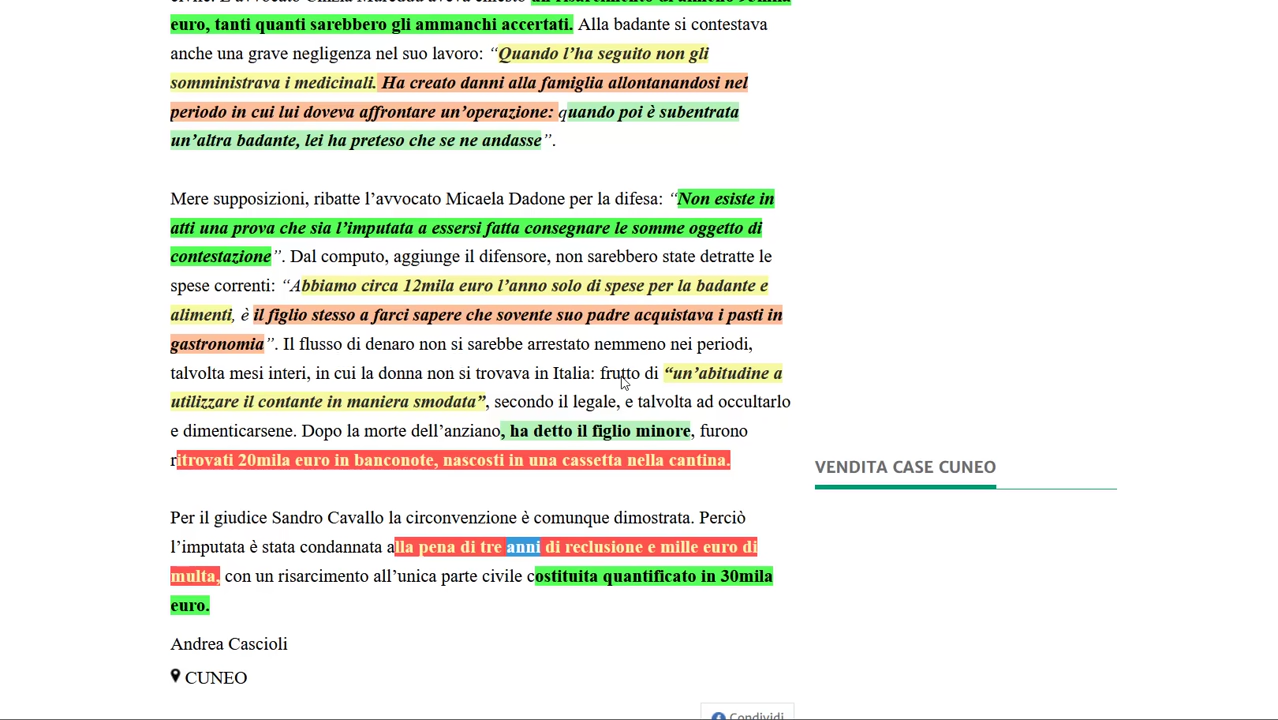 euro, tanti quanti sarebbero gli ammanchi accertati. Alla badante si contestava
anche una grave negligenza nel suo lavoro: “Quando l’ha seguito non gli
somministrava i medicinali. Ha creato danni alla famiglia allontanandosi nel
periodo in cui lui doveva affrontare un’operazione: quando poi è subentrata
un’altra badante, lei ha preteso che se ne andasse”.
Mere supposizioni, ribatte l’avvocato Micaela Dadone per la difesa: “Non esiste in
atti una prova che sia l’imputata a essersi fatta consegnare le somme oggetto di
contestazione”. Dal computo, aggiunge il difensore, non sarebbero state detratte le
spese correnti: “Abbiamo circa 12mila euro l’anno solo di spese per la badante e
alimenti, è il figlio stesso a farci sapere che sovente suo padre acquistava i pasti in
gastronomia”. Il flusso di denaro non si sarebbe arrestato nemmeno nei periodi,
talvolta mesi interi, in cui la donna non si trovava in Italia: frutto di “un’abitudine a
utilizzare il contante in maniera smodata”, secondo il legale, e talvolta ad occultarlo
e dimenticarsene. Dopo la morte dell’anziano, ha detto il figlio minore, furono
ritrovati 20mila euro in banconote, nascosti in una cassetta nella cantina.
VENDITA CASE CUNEO
Per il giudice Sandro Cavallo la circonvenzione è comunque dimostrata. Perciò
l’imputata è stata condannata alla pena di tre anni di reclusione e mille euro di
multa, con un risarcimento all’unica parte civile costituita quantificato in 30mila
euro.
Andrea Cascioli
CUNEO
Condividi